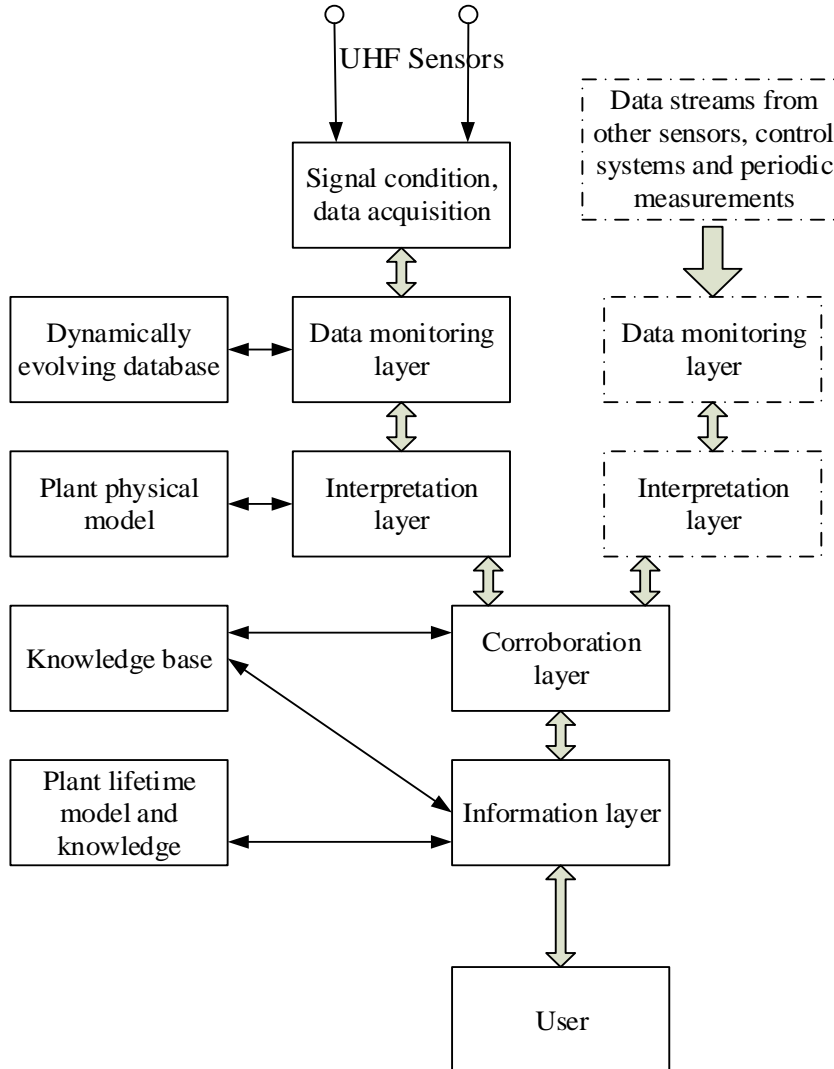 UHF Sensors
Data streams from
other sensors, control
systems and periodic
measurements
Signal condition,
data acquisition
Dynamically
evolving database
Data monitoring
layer
Data monitoring
layer
Plant physical
model
Interpretation
layer
Interpretation
layer
Knowledge base
Corroboration
layer
Plant lifetime
model and
knowledge
Information layer
User